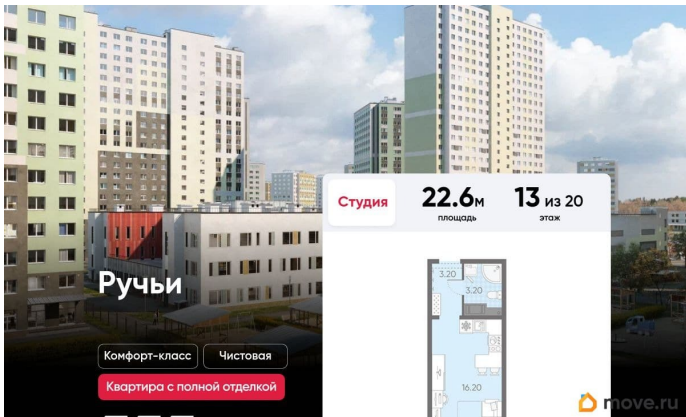 Студия
22.6м
площадь
13 из 20
этаж
3.20
3.20
16.20
Ручьи
Комфорт-класс
Чистовая
Квартира с полной отделкой
move.ru